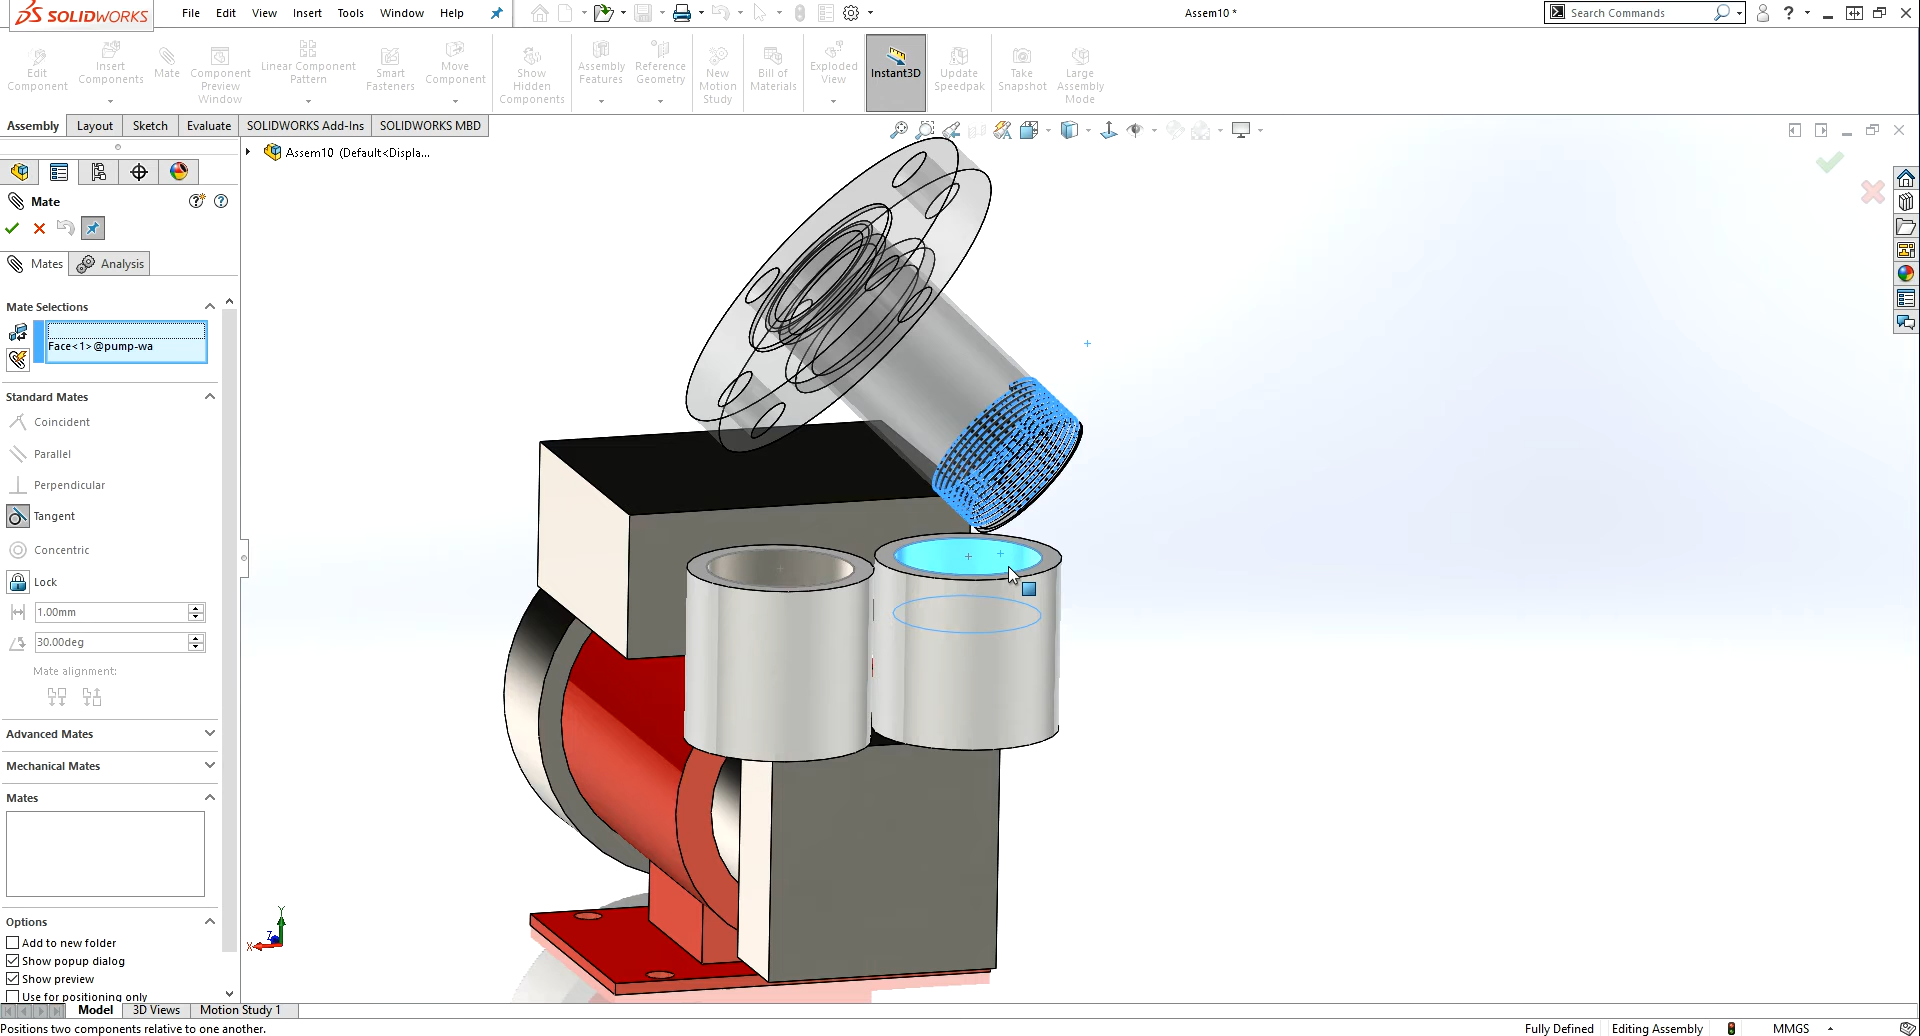 SOLIDWORKS File Edit View Insert Tools Window Help Assem10 * Search Commands
Edit Component
Insert Components
Mate
Component Preview Window
Linear Component Pattern
Smart Fasteners
Move Component
Show Hidden Components
Assembly Features
Reference Geometry
New Motion Study
Bill of Materials
Exploded View
Instant3D
Update Speedpak
Take Snapshot
Large Assembly Mode
Assembly Layout Sketch Evaluate SOLIDWORKS Add-Ins SOLIDWORKS MBD
Assem10 (Default<Displa...
Mate
Mates Analysis
Mate Selections
Face<1>@pump-wa
Standard Mates
Coincident
Parallel
Perpendicular
Tangent
Concentric
Lock
1.00mm
30.00deg
Mate alignment:
Advanced Mates
Mechanical Mates
Mates
Options
Add to new folder
Show popup dialog
Show preview
Use for positioning only
Y
Z
X
Model 3D Views Motion Study 1
Positions two components relative to one another. Fully Defined Editing Assembly MMGS